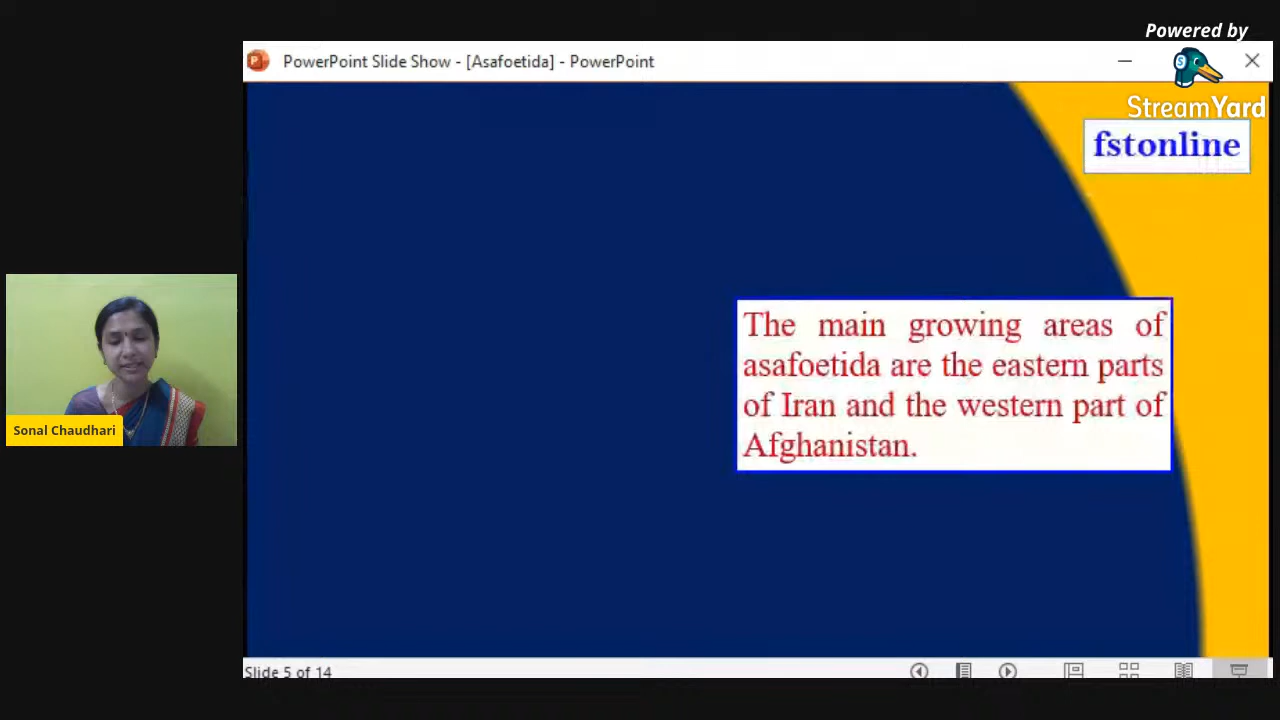 Powered by
StreamYard
PowerPoint Slide Show - [Asafoetida] - PowerPoint
fstonline
The main growing areas of
asafoetida are the eastern parts
of Iran and the western part of
Afghanistan.
Sonal Chaudhari
Slide 5 of 14